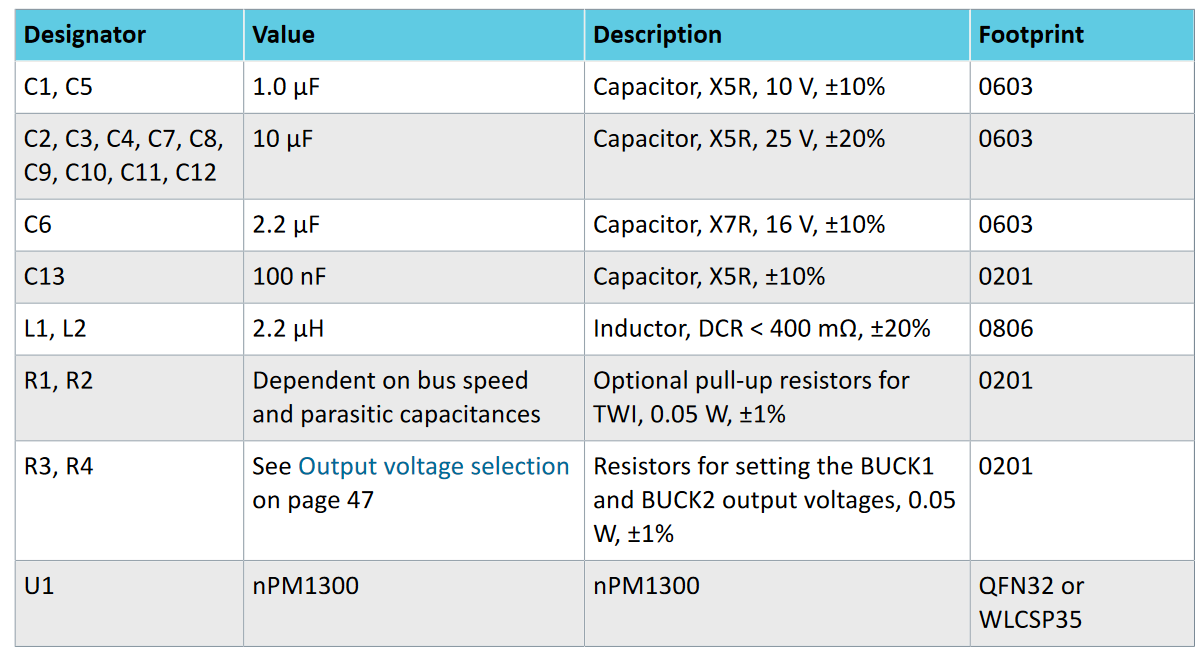 Designator Value Description Footprint
C1, C5 1.0 µF Capacitor, X5R, 10 V, ±10% 0603
C2, C3, C4, C7, C8, 10 µF Capacitor, X5R, 25 V, ±20% 0603
C9, C10, C11, C12
C6 2.2 µF Capacitor, X7R, 16 V, ±10% 0603
C13 100 nF Capacitor, X5R, ±10% 0201
L1, L2 2.2 µH Inductor, DCR < 400 mΩ, ±20% 0806
R1, R2 Dependent on bus speed Optional pull-up resistors for 0201
and parasitic capacitances TWI, 0.05 W, ±1%
R3, R4 See Output voltage selection Resistors for setting the BUCK1 0201
on page 47 and BUCK2 output voltages, 0.05
W, ±1%
U1 nPM1300 nPM1300 QFN32 or
WLCSP35